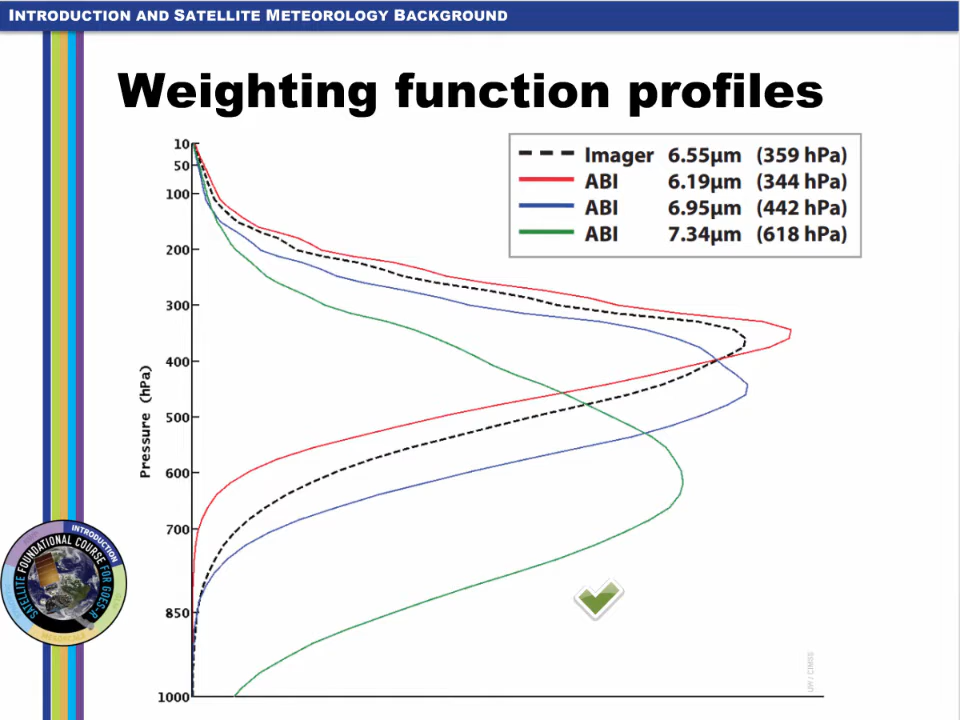 INTRODUCTION AND SATELLITE METEOROLOGY BACKGROUND
Weighting function profiles
Imager 6.55µm (359 hPa)
ABI 6.19µm (344 hPa)
ABI 6.95µm (442 hPa)
ABI 7.34µm (618 hPa)
10
50
100
200
300
400
500
600
700
850
1000
Pressure (hPa)
INTRODUCTION
SATELLITE FOUNDATIONAL COURSE FOR GOES-R
UW / CIMSS